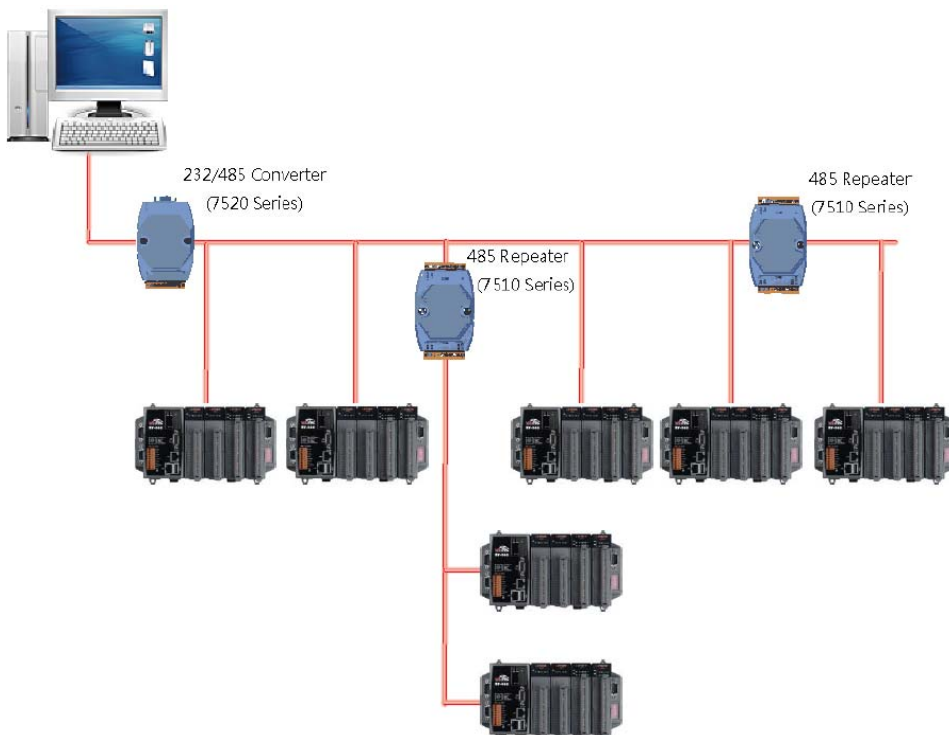 232/485 Converter
(7520 Series)
485 Repeater
(7510 Series)
485 Repeater
(7510 Series)